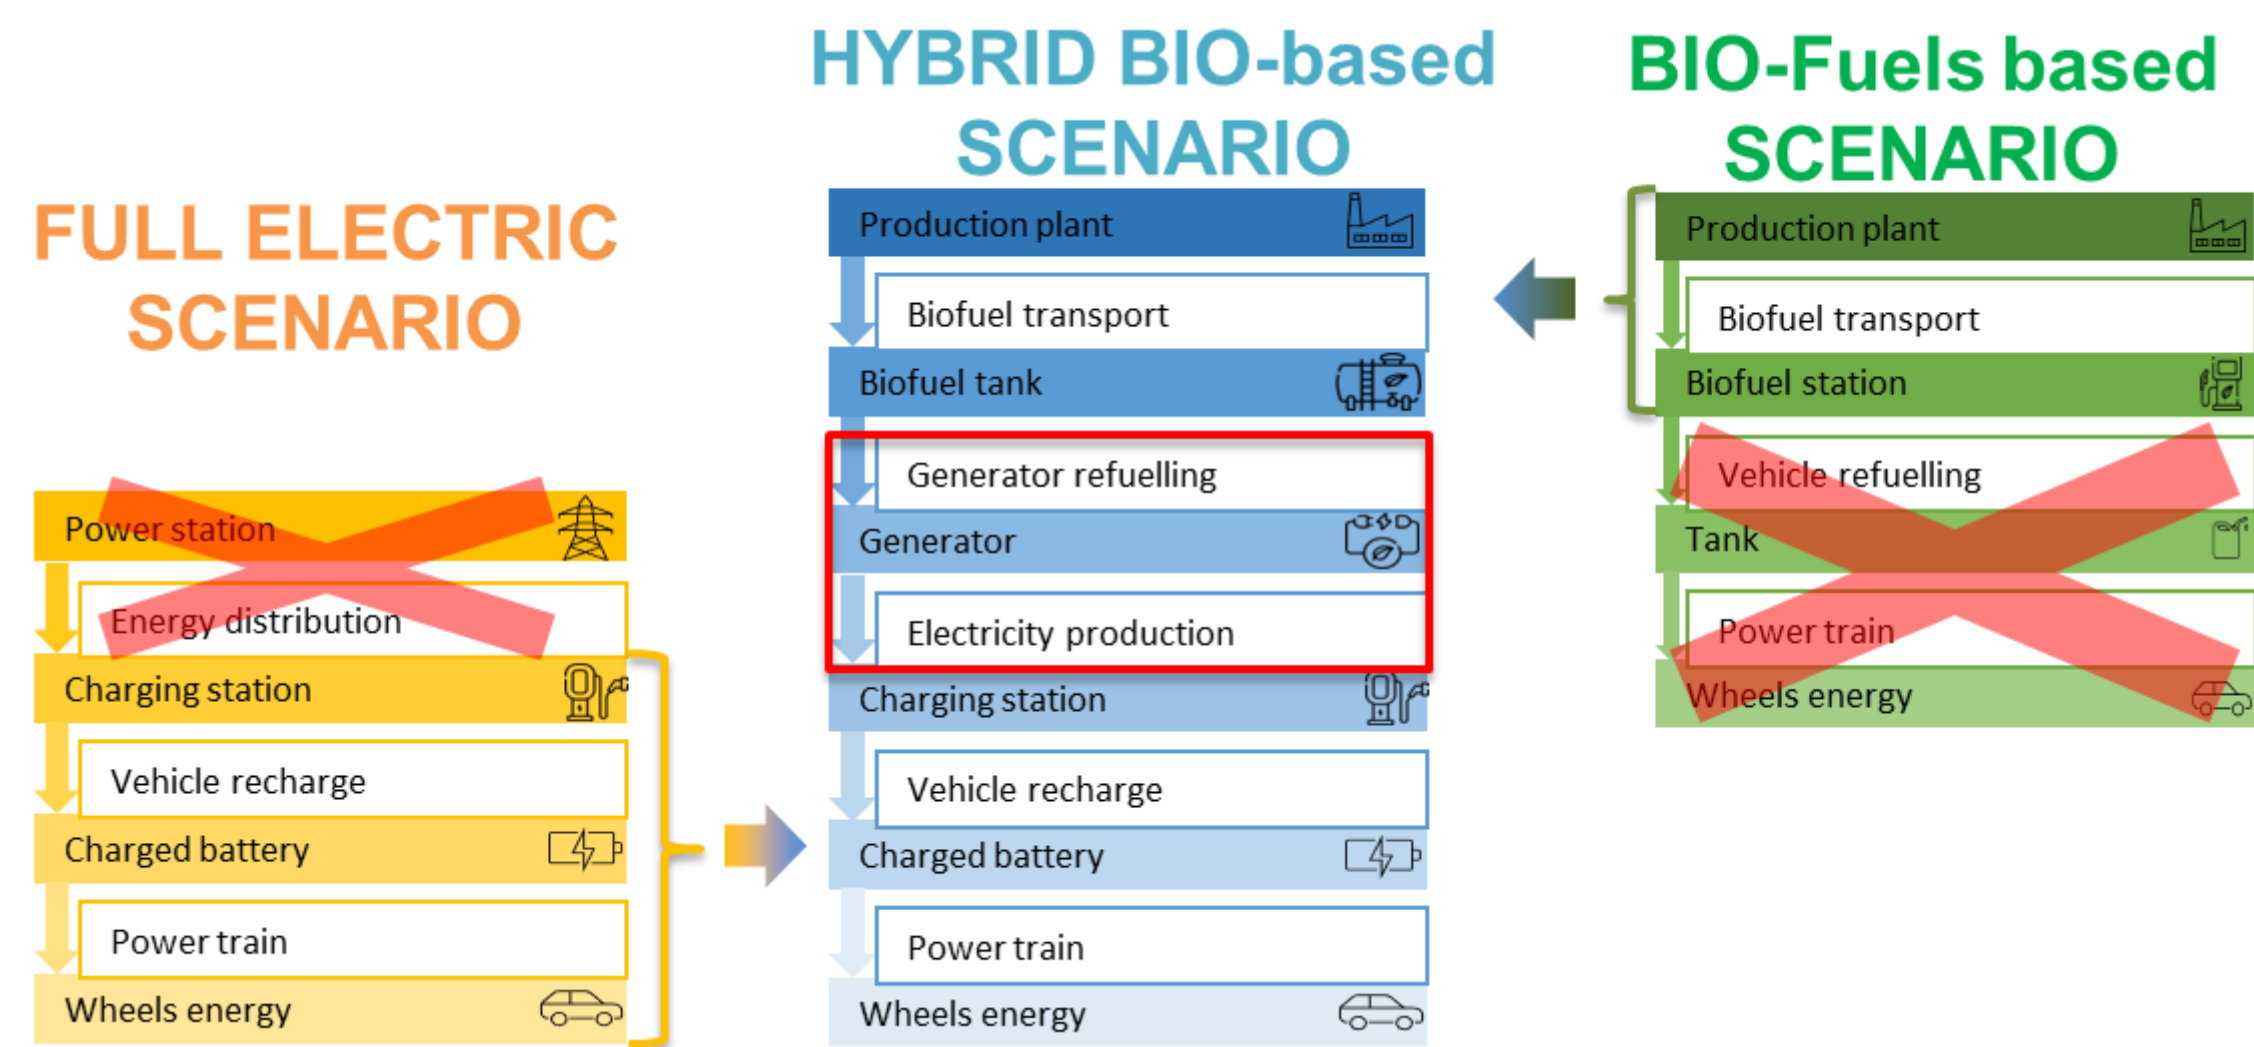 FULL ELECTRIC
SCENARIO
Power station
Energy distribution
Charging station
Vehicle recharge
Charged battery
Power train
Wheels energy
HYBRID BIO-based
SCENARIO
Production plant
Biofuel transport
Biofuel tank
Generator refuelling
Generator
Electricity production
Charging station
Vehicle recharge
Charged battery
Power train
Wheels energy
BIO-Fuels based
SCENARIO
Production plant
Biofuel transport
Biofuel station
Vehicle refuelling
Tank
Power train
Wheels energy